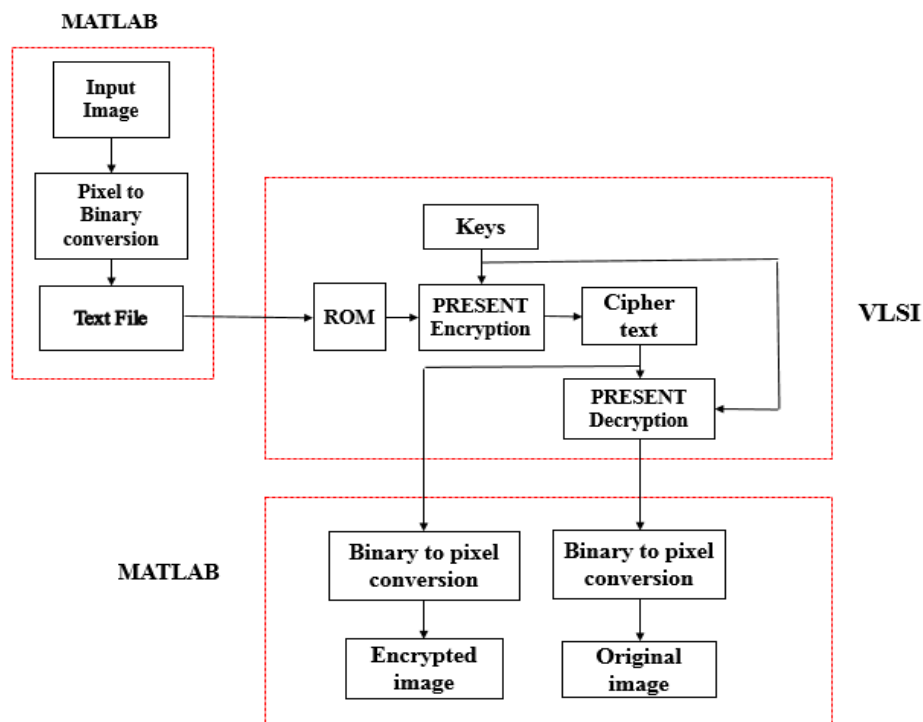 MATLAB
Input
Image
Pixel to
Binary
conversion
Text File
Keys
ROM
PRESENT
Encryption
Cipher
text
VLSI
PRESENT
Decryption
MATLAB
Binary to pixel
conversion
Binary to pixel
conversion
Encrypted
image
Original
image